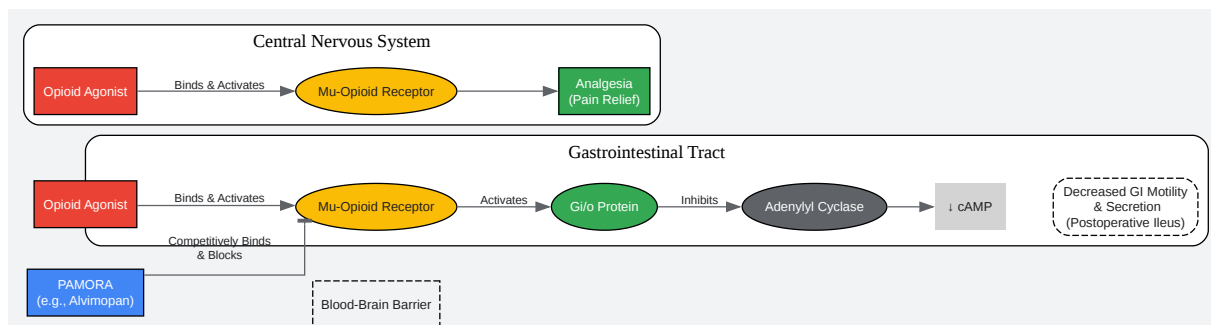 Central Nervous System
Opioid Agonist
Binds & Activates
Mu-Opioid Receptor
Analgesia
(Pain Relief)
Gastrointestinal Tract
Opioid Agonist
Binds & Activates
Mu-Opioid Receptor
Activates
Gi/o Protein
Inhibits
Adenylyl Cyclase
↓ cAMP
Decreased GI Motility
& Secretion
(Postoperative Ileus)
Competitively Binds
& Blocks
PAMORA
(e.g., Alvimopan)
Blood-Brain Barrier